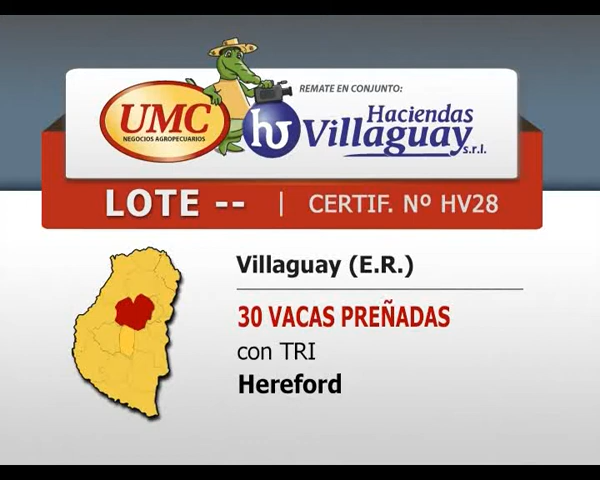 REMATE EN CONJUNTO:
UMC
NEGOCIOS AGROPECUARIOS
hv
Haciendas
Villaguay
s.r.l.
LOTE -- | CERTIF. Nº HV28
Villaguay (E.R.)
30 VACAS PREÑADAS
con TRI
Hereford